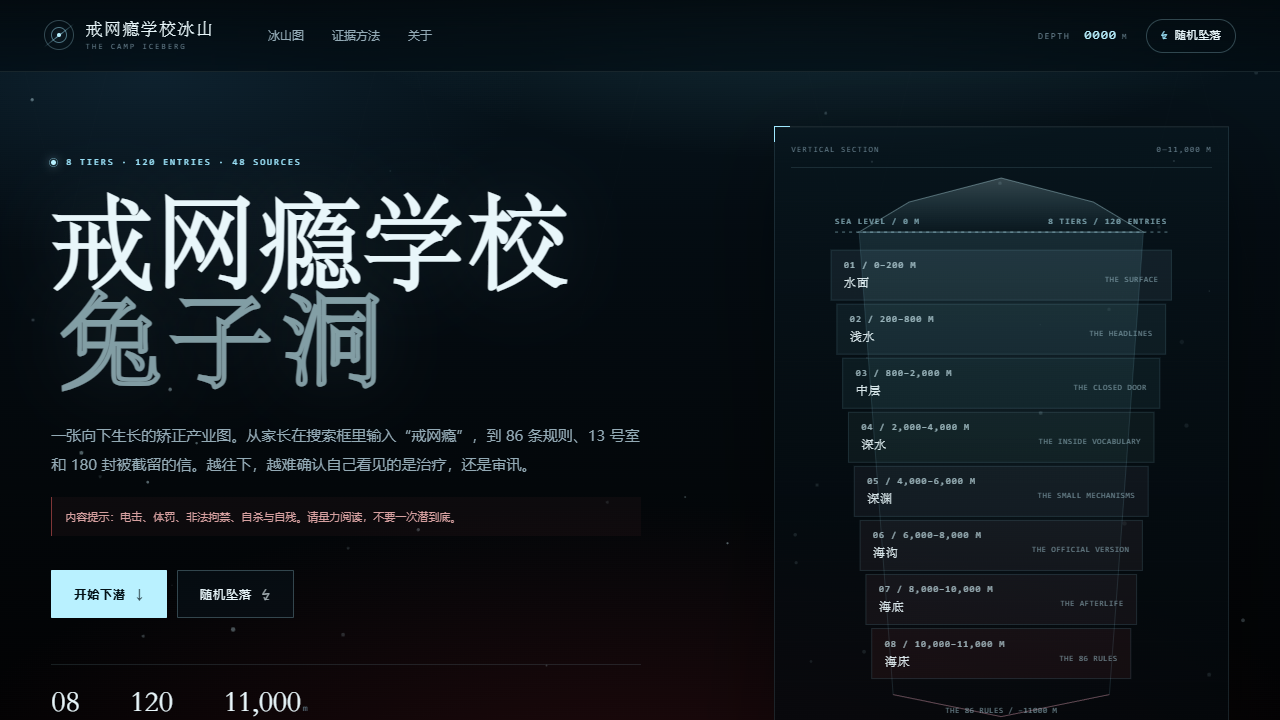 戒网瘾学校冰山
THE CAMP ICEBERG
冰山图
证据方法
关于
DEPTH 0000 M
随机坠落
8 TIERS · 120 ENTRIES · 48 SOURCES
戒网瘾学校
兔子洞
一张向下生长的矫正产业图。从家长在搜索框里输入“戒网瘾”，到 86 条规则、13 号室
和 180 封被截留的信。越往下，越难确认自己看见的是治疗，还是审讯。
内容提示：电击、体罚、非法拘禁、自杀与自残。请量力阅读，不要一次潜到底。
开始下潜 ↓
随机坠落
08
120
11,000m
VERTICAL SECTION
0—11,000 M
SEA LEVEL / 0 M
8 TIERS / 120 ENTRIES
01 / 0—200 M
水面
THE SURFACE
02 / 200—800 M
浅水
THE HEADLINES
03 / 800—2,000 M
中层
THE CLOSED DOOR
04 / 2,000—4,000 M
深水
THE INSIDE VOCABULARY
05 / 4,000—6,000 M
深渊
THE SMALL MECHANISMS
06 / 6,000—8,000 M
海沟
THE OFFICIAL VERSION
07 / 8,000—10,000 M
海底
THE AFTERLIFE
08 / 10,000—11,000 M
海床
THE 86 RULES
THE 86 RULES / -11000 M